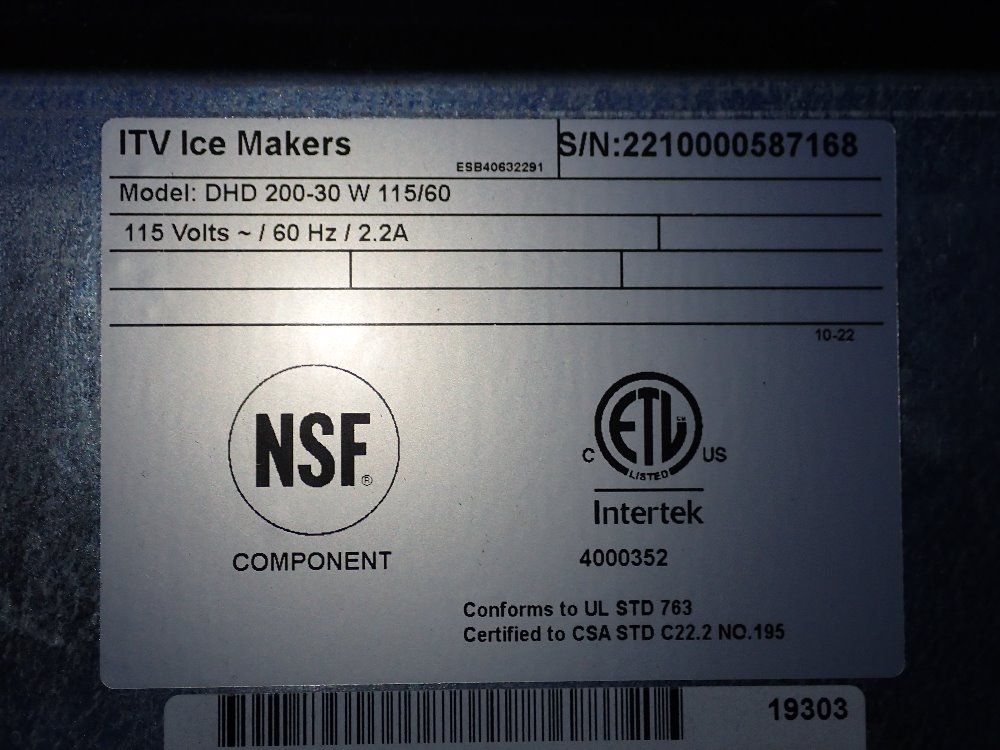 ITV Ice Makers
ESB40632291
S/N:2210000587168
Model: DHD 200-30 W 115/60
115 Volts ~ / 60 Hz / 2.2A
10-22
NSF®
COMPONENT
ETL CM
LISTED
C US
Intertek
4000352
Conforms to UL STD 763
Certified to CSA STD C22.2 NO.195
19303